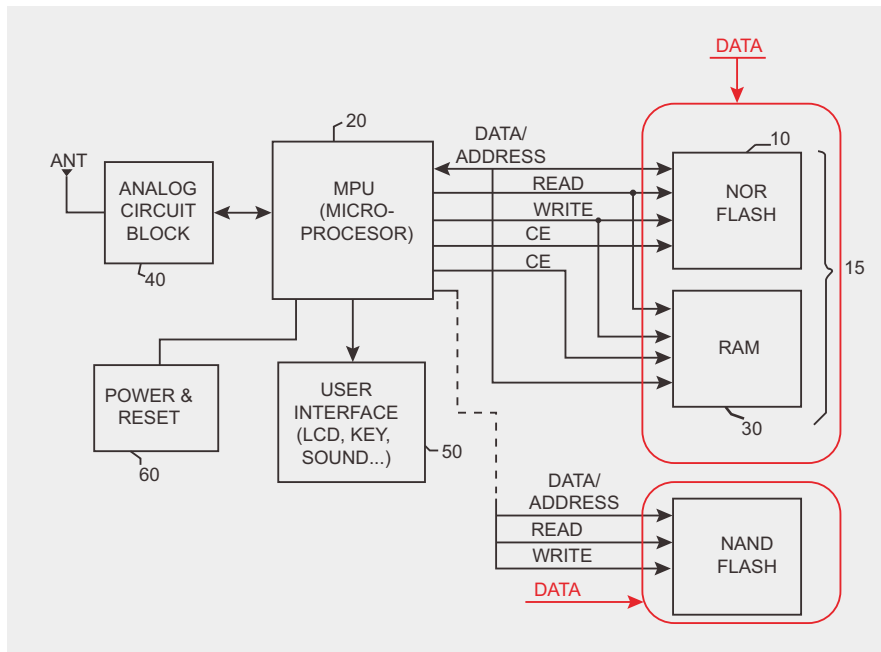 DATA
20
10
DATA/
ADDRESS
ANT
READ
NOR
FLASH
ANALOG
CIRCUIT
BLOCK
MPU
(MICRO-
PROCESOR)
WRITE
CE
CE
15
40
RAM
30
POWER &
RESET
60
USER
INTERFACE
(LCD, KEY,
SOUND...)
50
DATA/
ADDRESS
READ
WRITE
NAND
FLASH
DATA